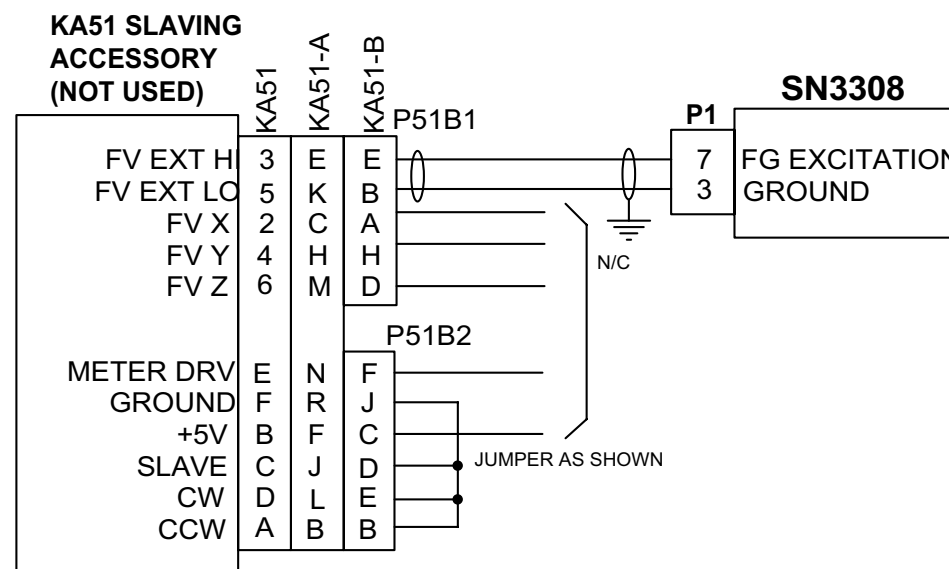 KA51 SLAVING
ACCESSORY
(NOT USED)
KA51
KA51-A
KA51-B
P51B1
P1
SN3308
FV EXT HI 3 E E 7 FG EXCITATION
FV EXT LO 5 K B 3 GROUND
FV X 2 C A
FV Y 4 H H
N/C
FV Z 6 M D
P51B2
METER DRV E N F
GROUND F R J
+5V B F C
JUMPER AS SHOWN
SLAVE C J D
CW D L E
CCW A B B